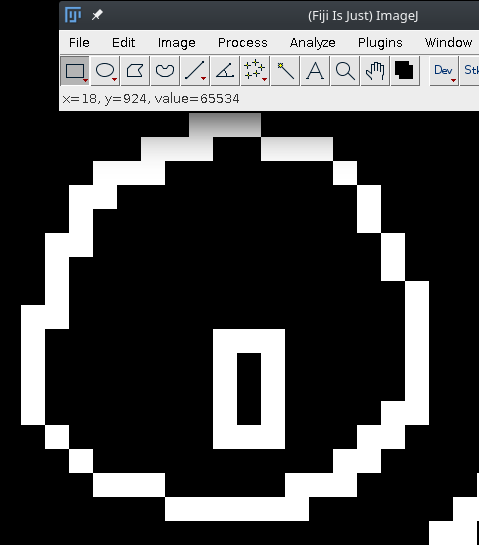 (Fiji Is Just) ImageJ
File Edit Image Process Analyze Plugins Window
A Dev Stk
x=18, y=924, value=65534